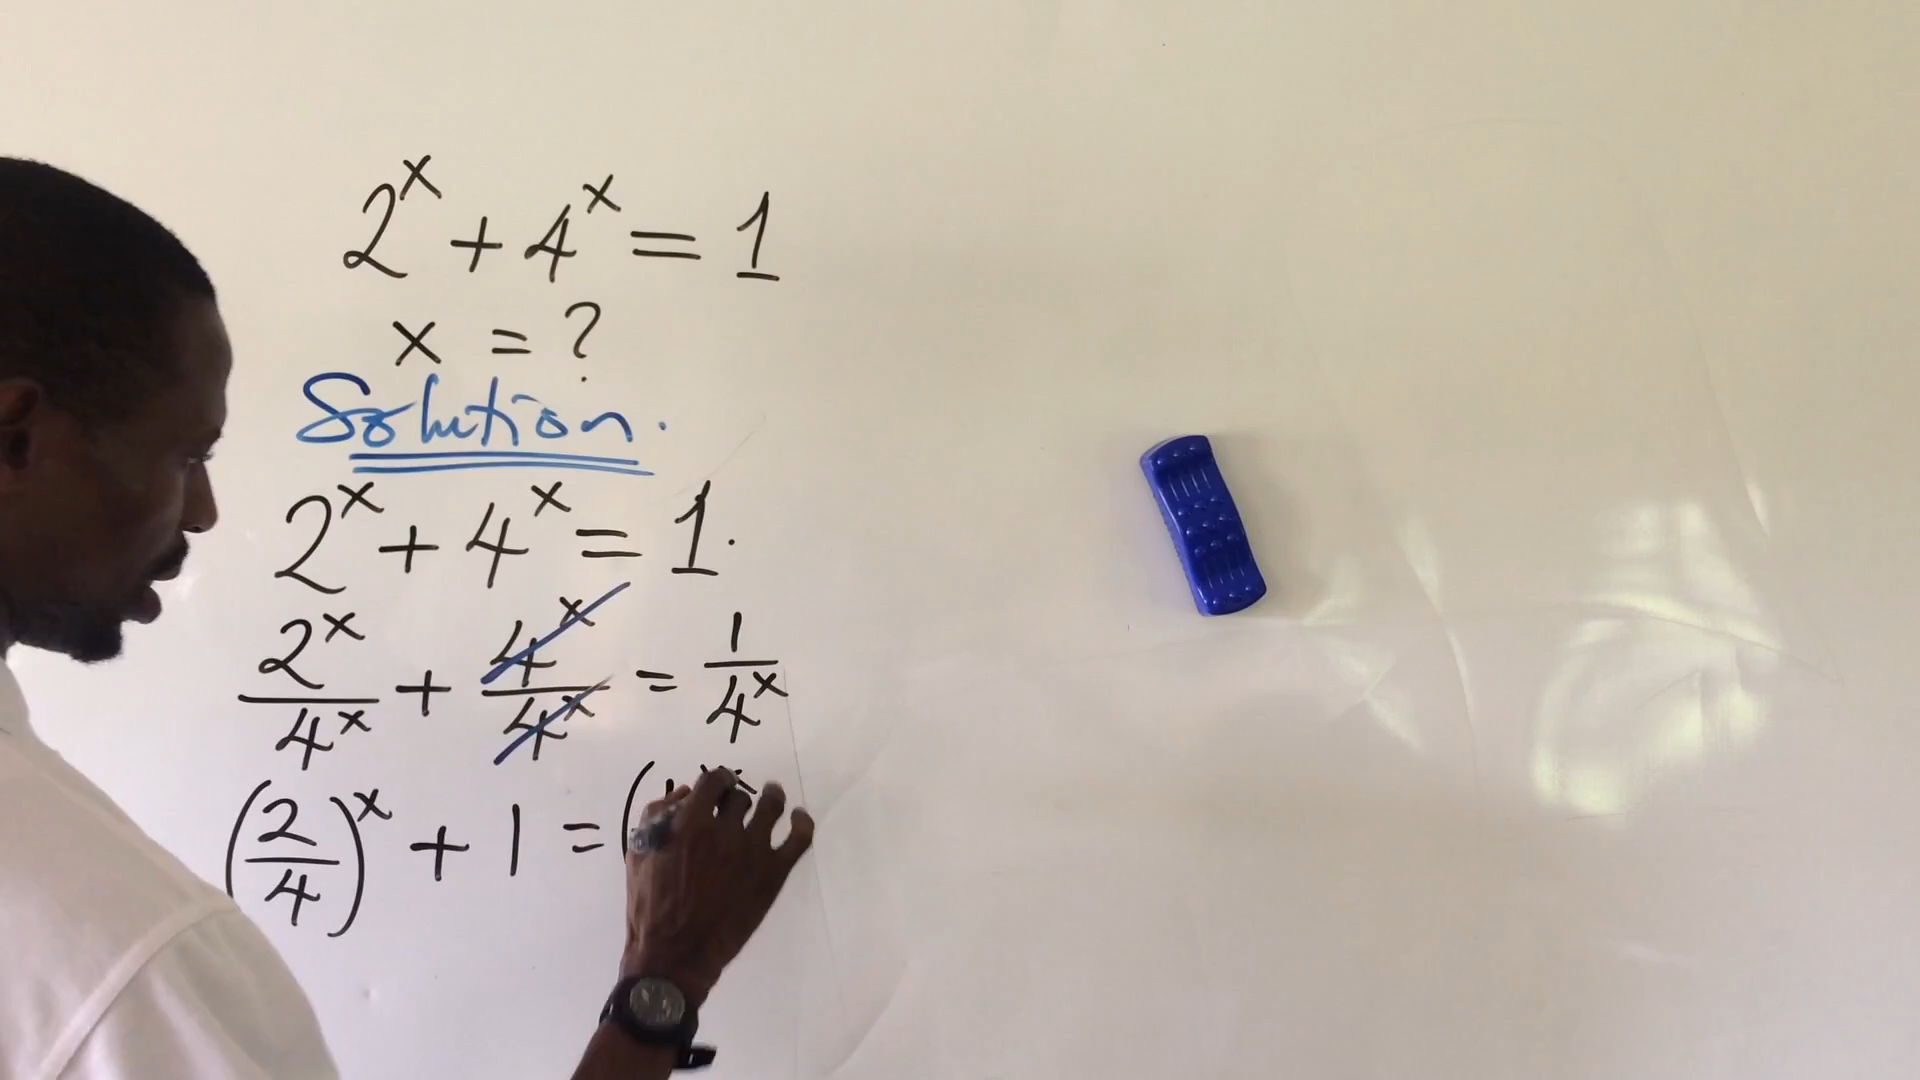 2^x + 4^x = 1
x = ?
Solution.
2^x + 4^x = 1.
2^x/4^x + 4^x/4^x = 1/4^x
(2/4)^x + 1 = (